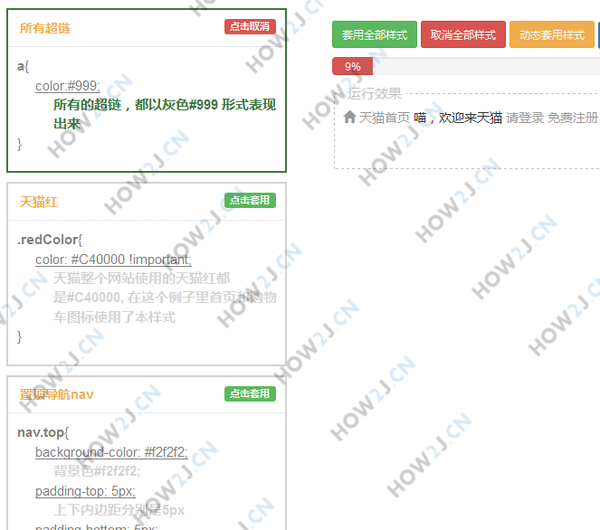 所有超链
点击取消
a{
color:#999;
所有的超链，都以灰色#999 形式表现
出来
}
天猫红
点击套用
.redColor{
color: #C40000 !important;
天猫整个网站使用的天猫红都
是#C40000, 在这个例子里首页和购物
车图标使用了本样式
}
置顶导航nav
点击套用
nav.top{
background-color: #f2f2f2;
背景色#f2f2f2;
padding-top: 5px;
上下内边距分别是5px
padding-bottom: 5px;
套用全部样式 取消全部样式 动态套用样式
9%
运行效果
天猫首页 喵，欢迎来天猫 请登录 免费注册
HOW2J.CN
HOW2J.CN
HOW2J.CN
HOW2J.CN
HOW2J.CN
HOW2J.CN
HOW2J.CN
HOW2J.CN
HOW2J.CN
HOW2J.CN
HOW2J.CN
HOW2J.CN